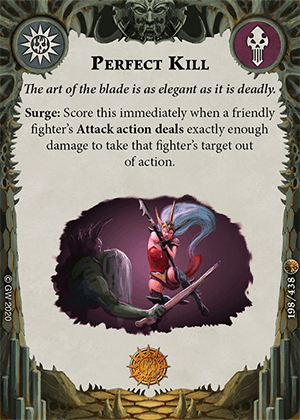 PERFECT KILL
The art of the blade is as elegant as it is deadly.
Surge: Score this immediately when a friendly
fighter's Attack action deals exactly enough
damage to take that fighter's target out
of action.
© GW 2020
198/438